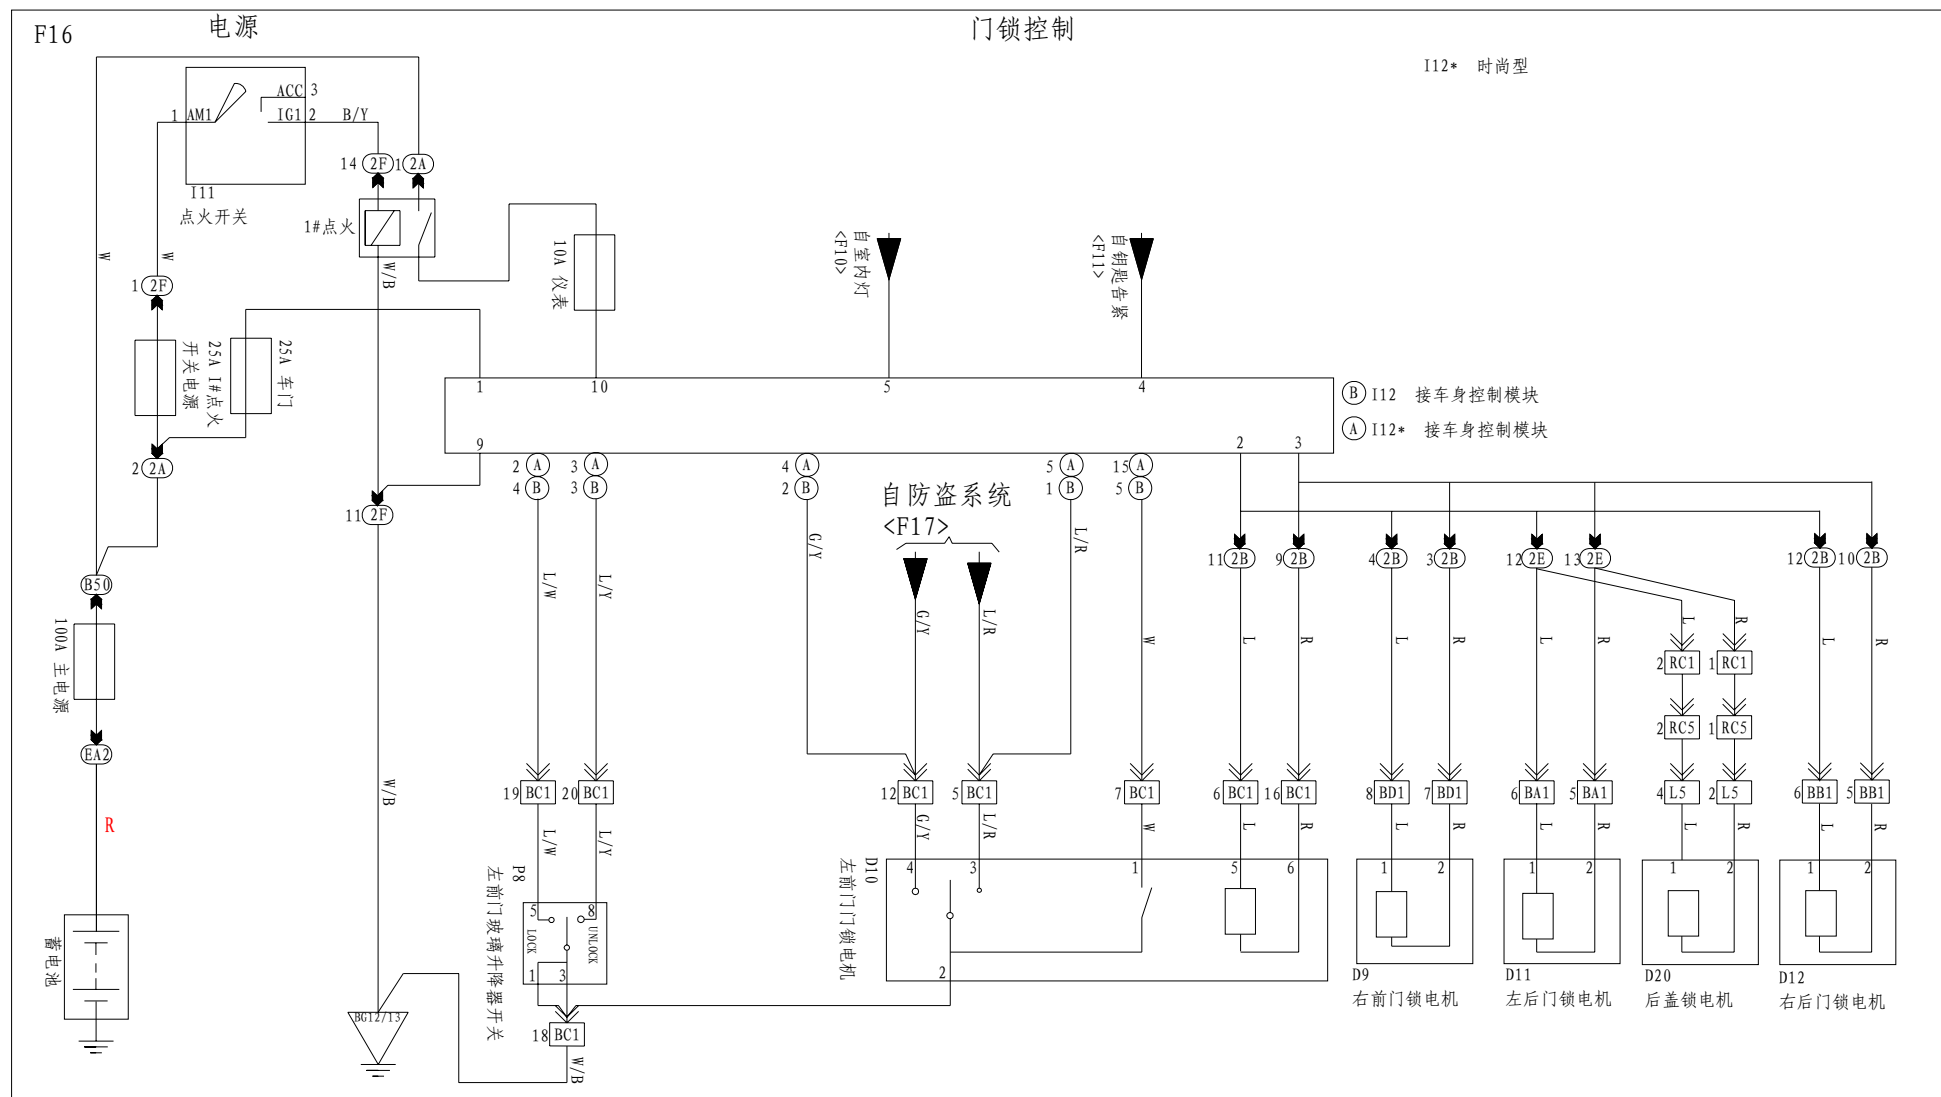 F16
电源
门锁控制
I12* 时尚型
ACC 3
1 AM1
IG1 2
B/Y
I11
点火开关
14 2F
1 2A
1#点火
W
W
W/B
10A 仪表
自室内灯
<F10>
自钥匙告紧
<F11>
1 2F
25A I#点火
开关电源
25A 车门
2 2A
1
10
5
4
9
2
3
B I12 接车身控制模块
A I12* 接车身控制模块
2 A
4 B
3 A
3 B
4 A
2 B
5 A
1 B
15 A
5 B
自防盗系统
<F17>
11 2F
B50
100A 主电源
EA2
R
蓄电池
L/W
L/Y
G/Y
G/Y
L/R
L/R
W
11 2B
9 2B
4 2B
3 2B
12 2E
13 2E
12 2B
10 2B
L
R
L
R
L
R
L
R
L
R
2 RC1
1 RC1
2 RC5
1 RC5
W/B
19 BC1
20 BC1
12 BC1
5 BC1
7 BC1
6 BC1
16 BC1
8 BD1
7 BD1
6 BA1
5 BA1
4 L5
2 L5
6 BB1
5 BB1
L/W
L/Y
G/Y
L/R
W
L
R
L
R
L
R
L
R
L
R
P8
左前门玻璃升降器开关
5
8
LOCK
UNLOCK
1
3
D10
左前门门锁电机
4
3
1
5
6
2
1
2
D9
右前门锁电机
1
2
D11
左后门锁电机
1
2
D20
后盖锁电机
1
2
D12
右后门锁电机
BG12/13
18 BC1
W/B